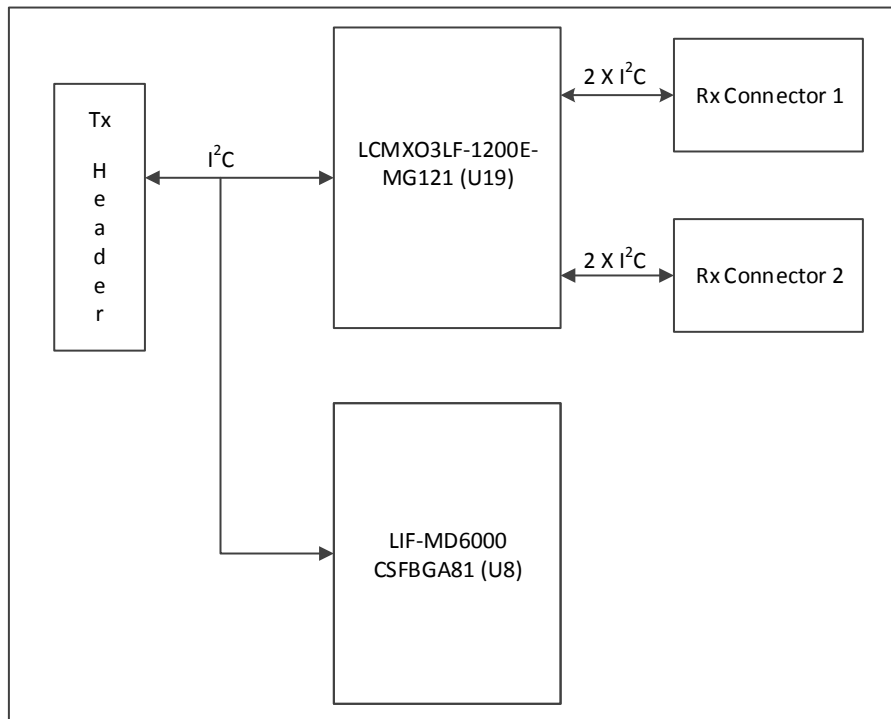 Tx
H
e
a
d
e
r
I²C
LCMXO3LF-1200E-
MG121 (U19)
2 X I²C
Rx Connector 1
2 X I²C
Rx Connector 2
LIF-MD6000
CSFBGA81 (U8)